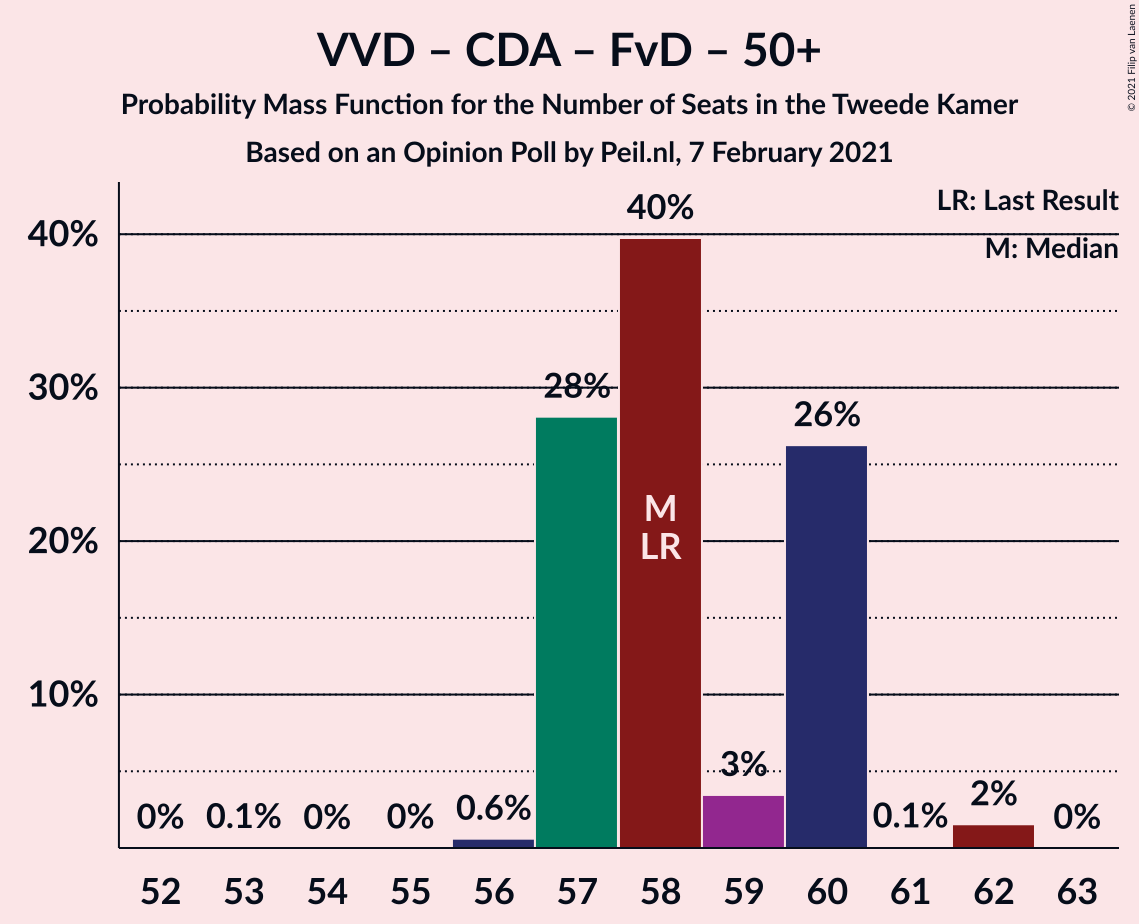 VVD – CDA – FvD – 50+
Probability Mass Function for the Number of Seats in the Tweede Kamer
Based on an Opinion Poll by Peil.nl, 7 February 2021
© 2021 Filip van Laenen
LR: Last Result
M: Median
40%
30%
20%
10%
0%
0.1%
0%
0%
0.6%
28%
40%
3%
26%
0.1%
2%
0%
M
LR
52 53 54 55 56 57 58 59 60 61 62 63